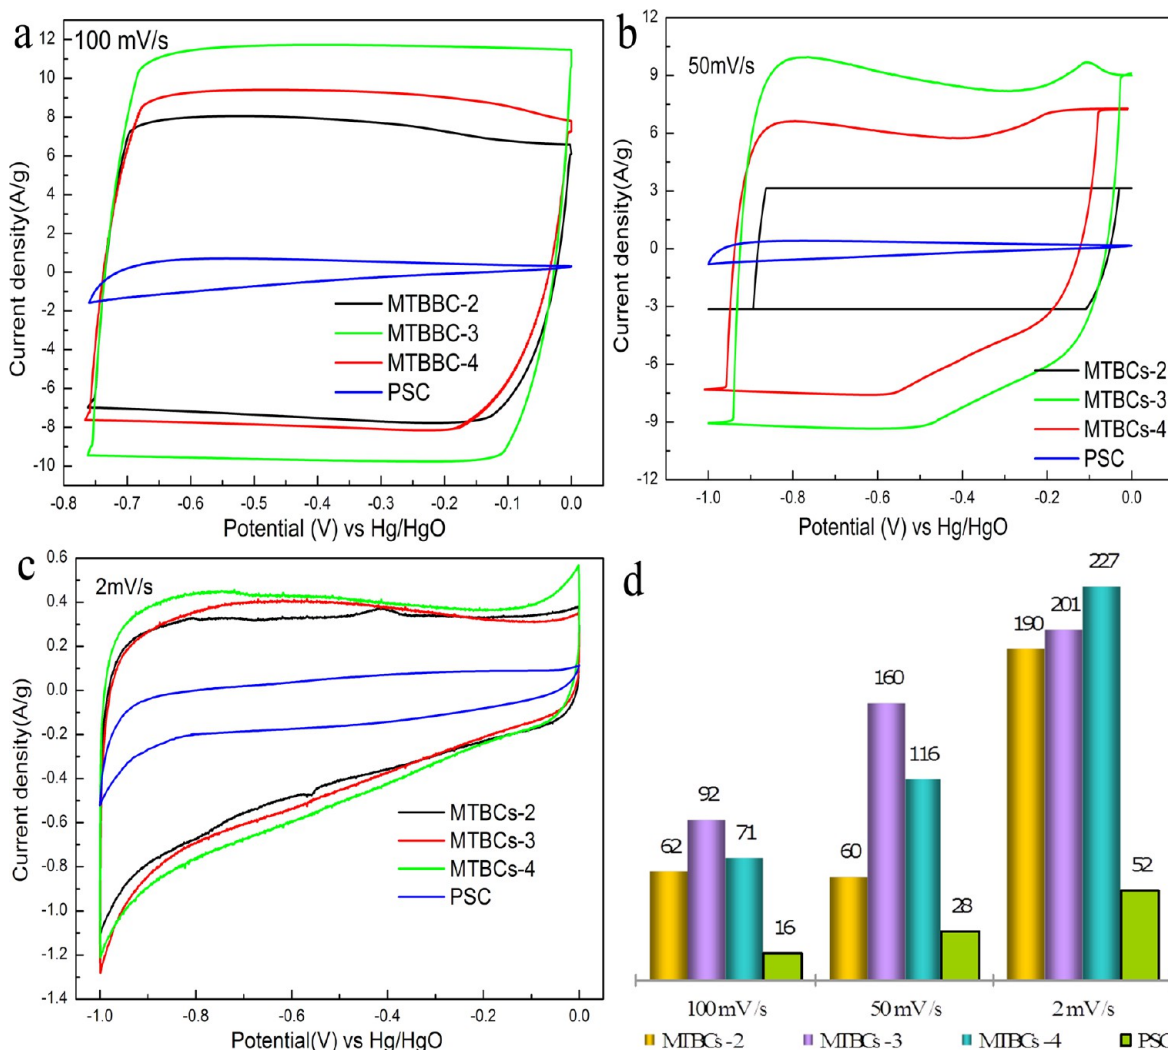 a
100 mV/s
12
10
8
6
4
2
0
-2
-4
-6
-8
-10
Current density(A/g)
MTBBC-2
MTBBC-3
MTBBC-4
PSC
-0.8 -0.7 -0.6 -0.5 -0.4 -0.3 -0.2 -0.1 0.0
Potential (V) vs Hg/HgO
b
50mV/s
12
9
6
3
0
-3
-6
-9
-12
Current density(A/g)
MTBCs-2
MTBCs-3
MTBCs-4
PSC
-1.0 -0.8 -0.6 -0.4 -0.2 0.0
Potential (V) vs Hg/HgO
c
2mV/s
0.6
0.4
0.2
0.0
-0.2
-0.4
-0.6
-0.8
-1.0
-1.2
-1.4
Current density(A/g)
MTBCs-2
MTBCs-3
MTBCs-4
PSC
-1.0 -0.8 -0.6 -0.4 -0.2 0.0
Potential(V) vs Hg/HgO
d
62 92 71 16
60 160 116 28
190 201 227 52
100mV/s 50mV/s 2mV/s
MTBCs-2 MTBCs-3 MTBCs-4 PSC